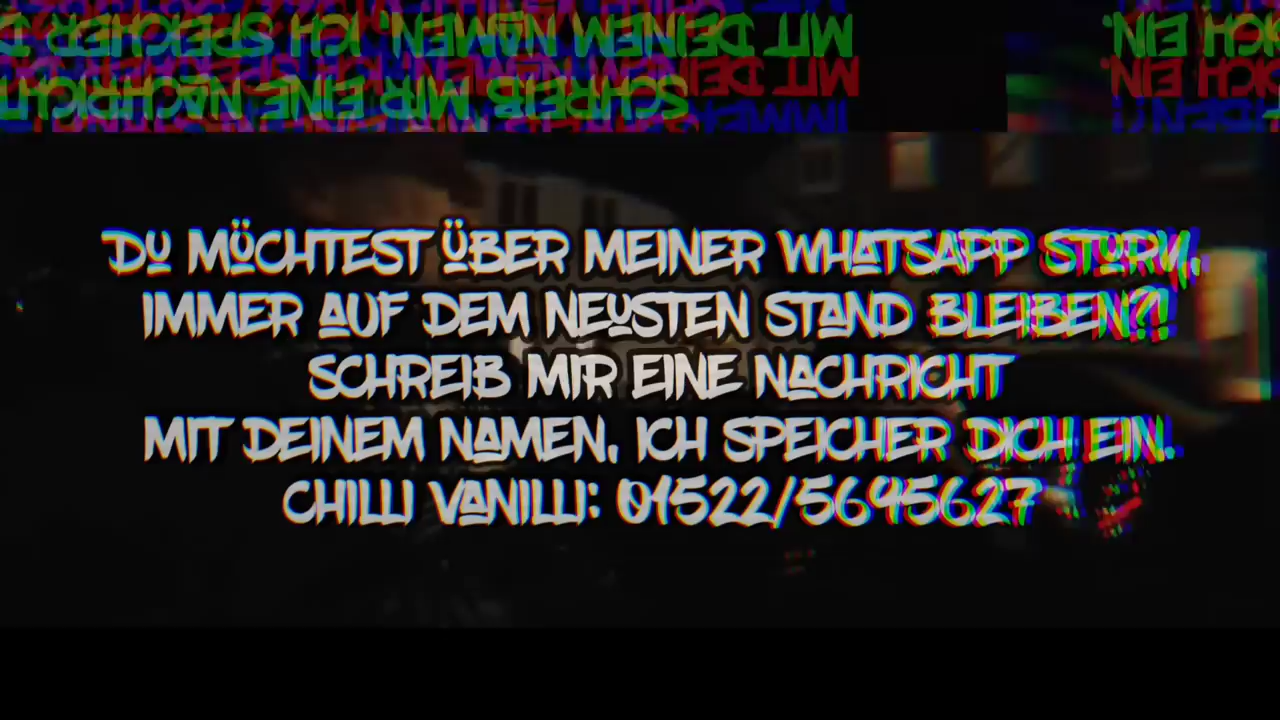 DU MÖCHTEST ÜBER MEINER WHATSAPP STORY,
IMMER AUF DEM NEUSTEN STAND BLEIBEN?!
SCHREIB MIR EINE NACHRICHT
MIT DEINEM NAMEN, ICH SPEICHER DICH EIN.
CHILLI VANILLI: 01522/5695627